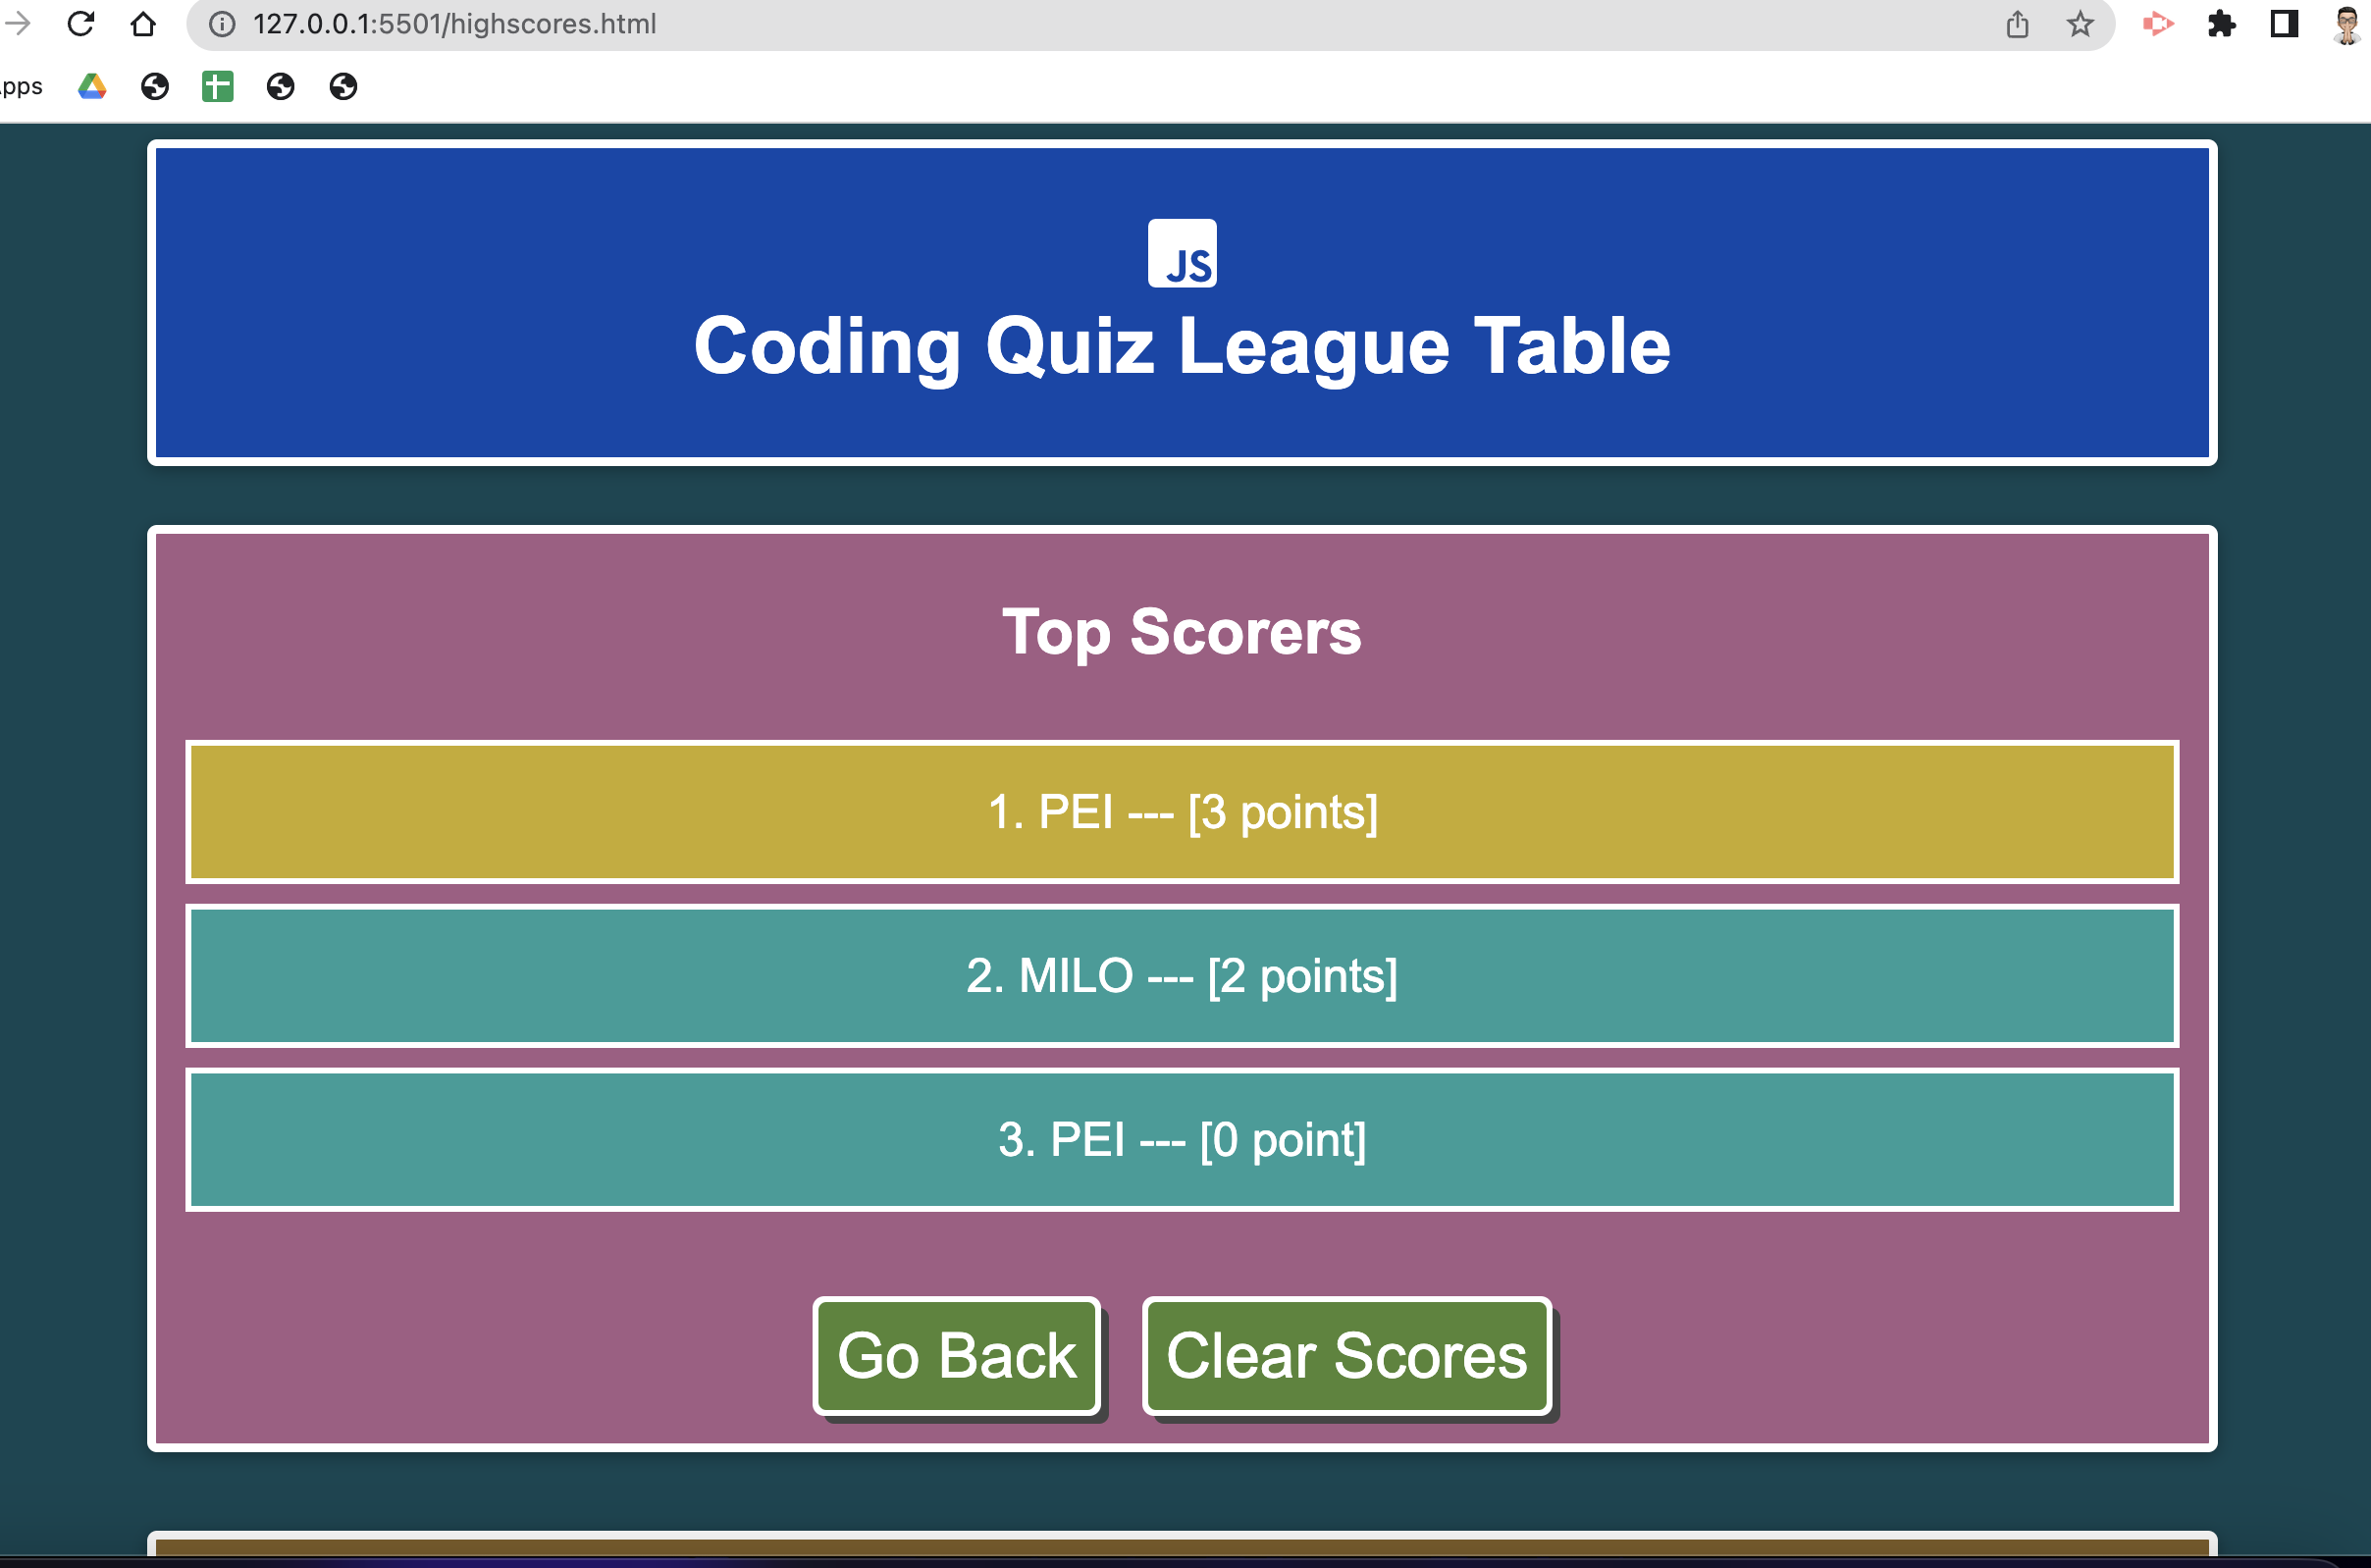 127.0.0.1:5501/highscores.html
pps
JS
Coding Quiz League Table
Top Scorers
1. PEI --- [3 points]
2. MILO --- [2 points]
3. PEI --- [0 point]
Go Back
Clear Scores